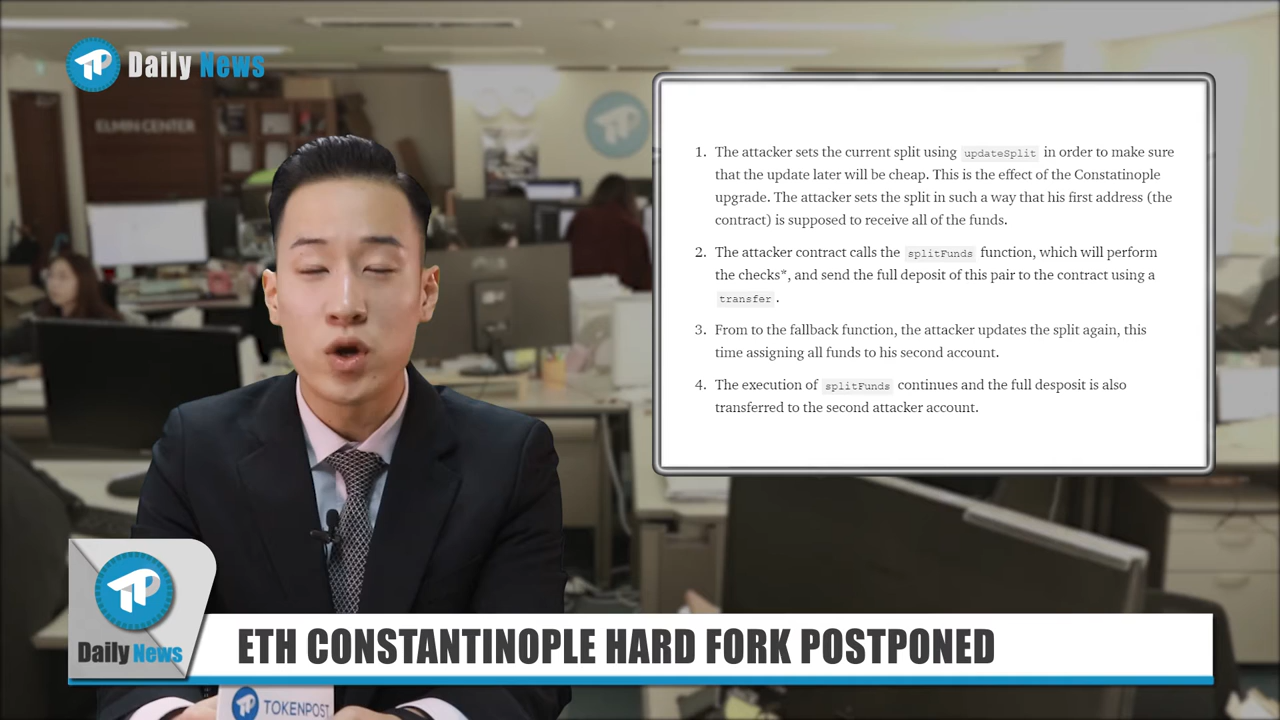 Daily News
ELMIN CENTER
1. The attacker sets the current split using updateSplit in order to make sure
that the update later will be cheap. This is the effect of the Constatinople
upgrade. The attacker sets the split in such a way that his first address (the
contract) is supposed to receive all of the funds.
2. The attacker contract calls the splitFunds function, which will perform
the checks*, and send the full deposit of this pair to the contract using a
transfer.
3. From to the fallback function, the attacker updates the split again, this
time assigning all funds to his second account.
4. The execution of splitFunds continues and the full desposit is also
transferred to the second attacker account.
Daily News
ETH CONSTANTINOPLE HARD FORK POSTPONED
TOKENPOST